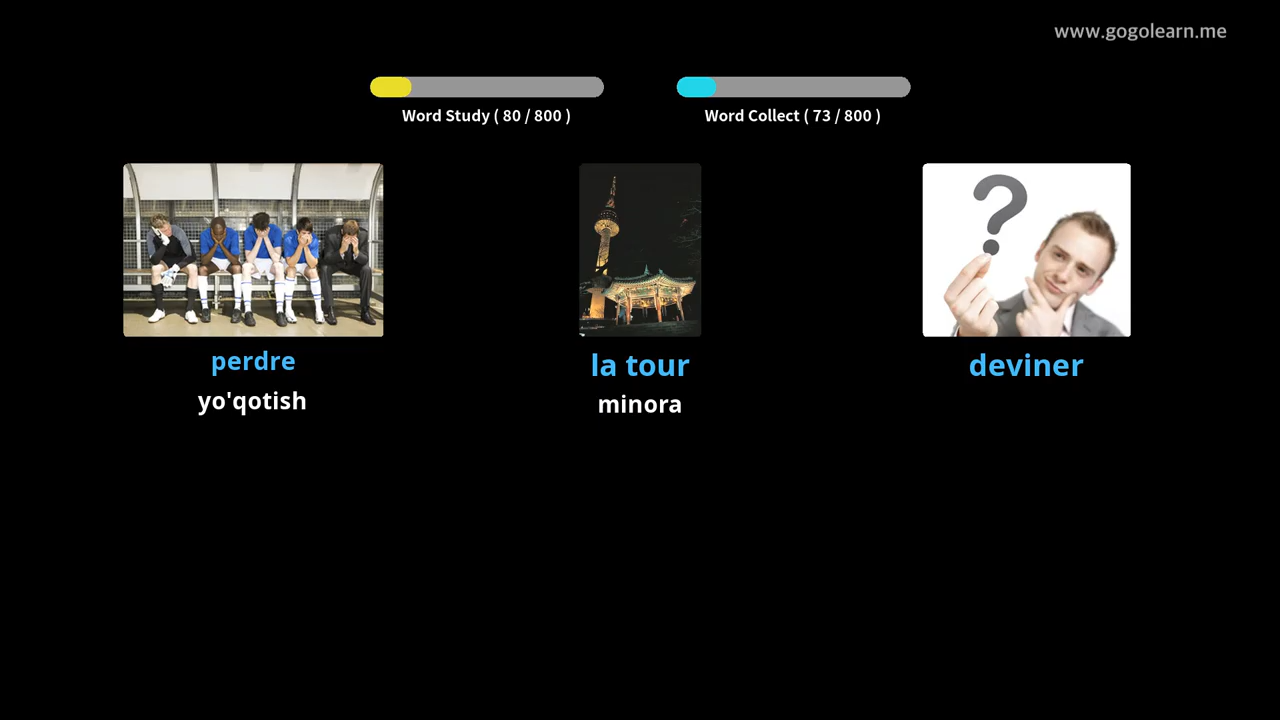 www.gogolearn.me
Word Study ( 80 / 800 )
Word Collect ( 73 / 800 )
perdre
yo'qotish
la tour
minora
deviner